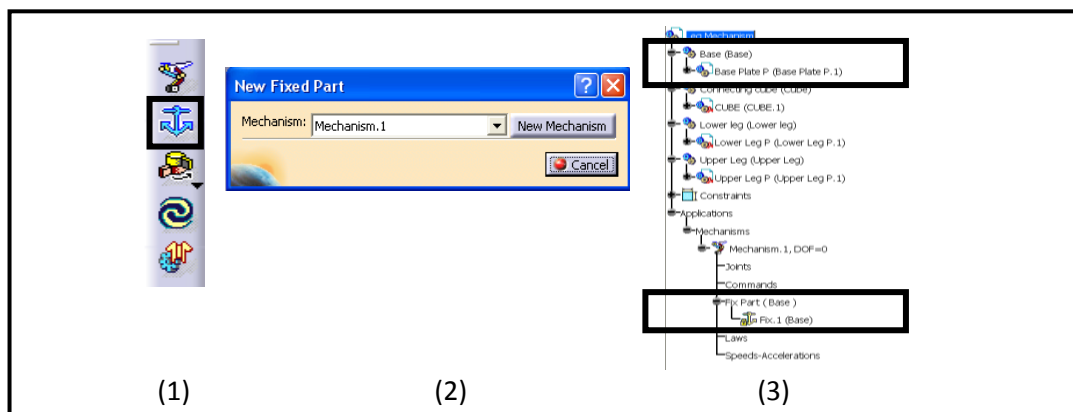 New Fixed Part
Mechanism: Mechanism.1 New Mechanism
Cancel
Leg Mechanism
Base (Base)
Base Plate P (Base Plate P.1)
Connecting cube (Cube)
CUBE (CUBE.1)
Lower leg (Lower leg)
Lower Leg P (Lower Leg P.1)
Upper Leg (Upper Leg)
Upper Leg P (Upper Leg P.1)
Constraints
Applications
Mechanisms
Mechanism.1, DOF=0
Joints
Commands
Fix Part ( Base )
Fix.1 (Base)
Laws
Speeds-Accelerations
(1) (2) (3)